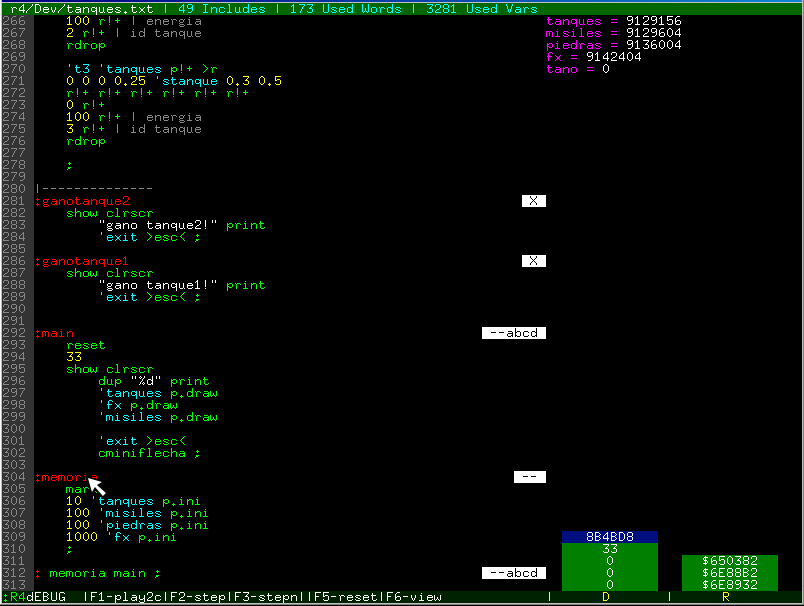 r4/Dev/tanques.txt | 49 Includes | 173 Used Words | 3281 Used Vars
266 100 r!+ | energia
267 2 r!+ | id tanque
268 rdrop
269
270 't3 'tanques p!+ >r
271 0 0 0 0.25 'stanque 0.3 0.5
272 r!+ r!+ r!+ r!+ r!+ r!+
273 0 r!+
274 100 r!+ | energia
275 3 r!+ | id tanque
276 rdrop
277
278 ;
279
280 |--------------
281 :ganotanque2 X
282 show clrscr
283 "gano tanque2!" print
284 'exit >esc< ;
285
286 :ganotanque1 X
287 show clrscr
288 "gano tanque1!" print
289 'exit >esc< ;
290
291
292 :main --abcd
293 reset
294 33
295 show clrscr
296 dup "%d" print
297 'tanques p.draw
298 'fx p.draw
299 'misiles p.draw
300
301 'exit >esc<
302 cminiflecha ;
303
304 :memoria --
305 mark
306 10 'tanques p.ini
307 100 'misiles p.ini
308 100 'piedras p.ini
309 1000 'fx p.ini
310 ;
311
312 : memoria main ; --abcd
313
tanques = 9129156
misiles = 9129604
piedras = 9136004
fx = 9142404
tano = 0
8B4BD8
33
0
0
0
$650382
$6E88B2
$6E8932
:R4dEBUG |F1-play2c|F2-step|F3-stepn||F5-reset|F6-view | D | R